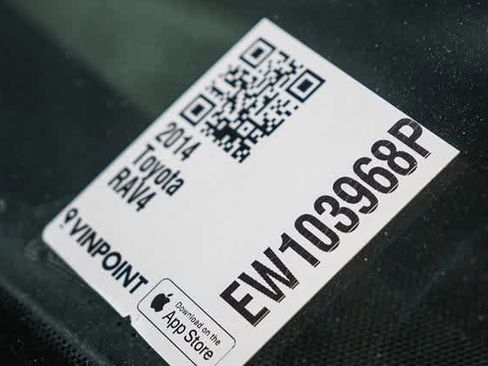 2014
Toyota
RAV4
VINPOINT
Download on the
App Store
EW103968P